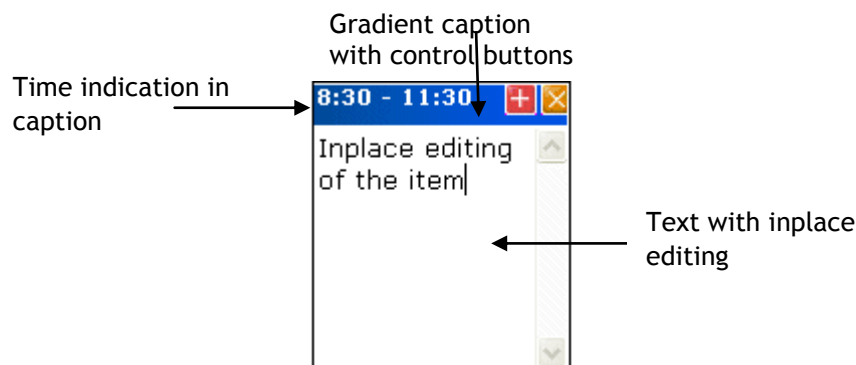 Gradient caption
with control buttons
Time indication in
caption
8:30 - 11:30
Inplace editing
of the item
Text with inplace
editing